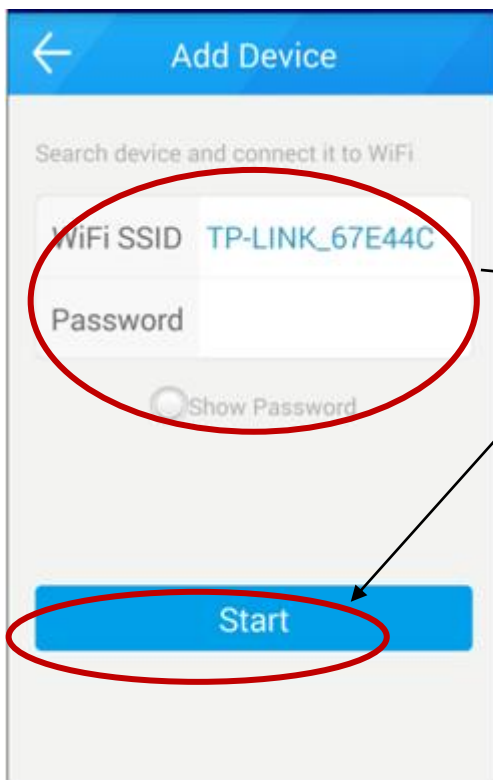 Add Device
Search device and connect it to WiFi
WiFi SSID TP-LINK_67E44C
Password
Show Password
Start